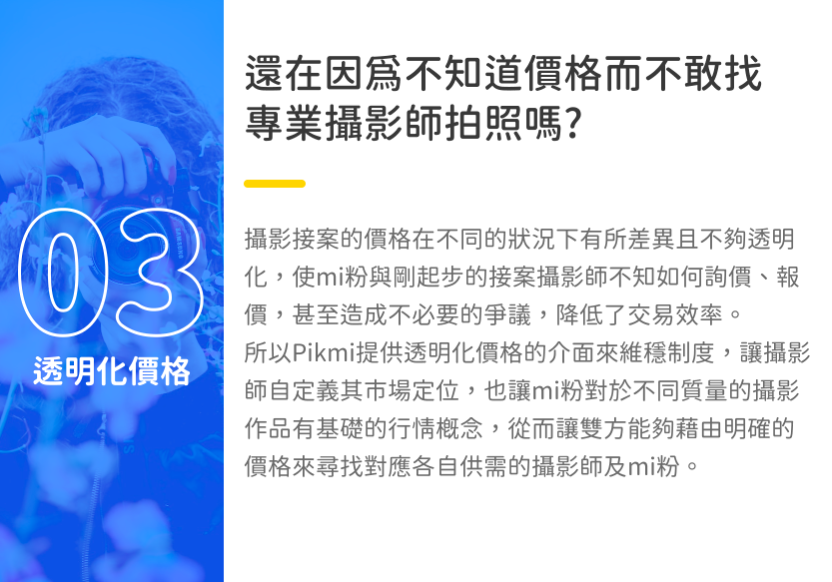 還在因為不知道價格而不敢找
專業攝影師拍照嗎?
攝影接案的價格在不同的狀況下有所差異且不夠透明
化，使mi粉與剛起步的接案攝影師不知如何詢價、報
價，甚至造成不必要的爭議，降低了交易效率。
所以Pikmi提供透明化價格的介面來維穩制度，讓攝影
師自定義其市場定位，也讓mi粉對於不同質量的攝影
作品有基礎的行情概念，從而讓雙方能夠藉由明確的
價格來尋找對應各自供需的攝影師及mi粉。
03
透明化價格